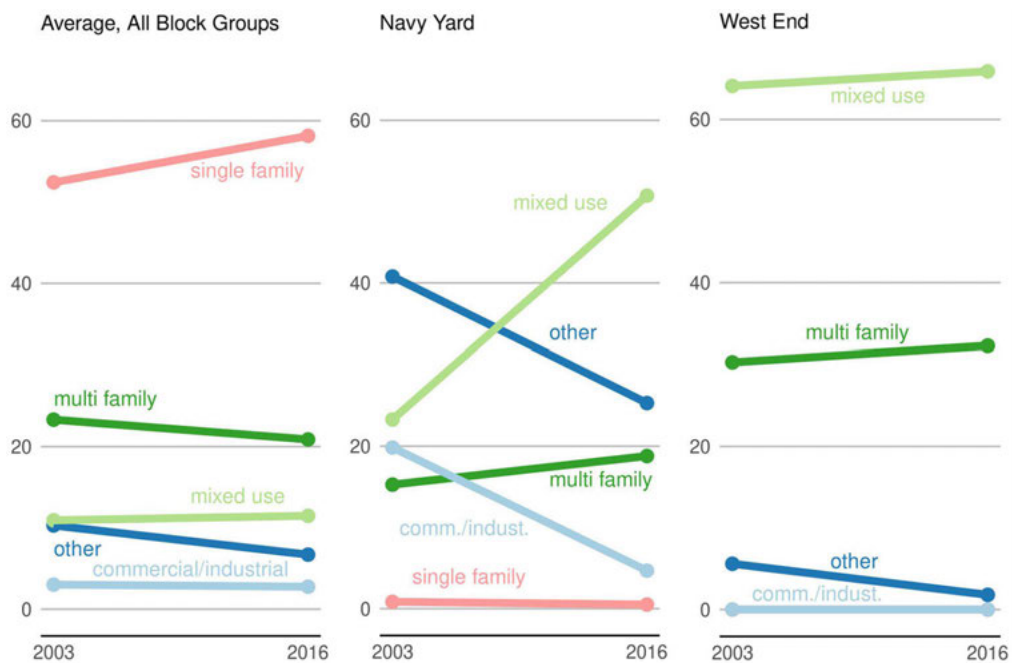 Average, All Block Groups
60
single family
40
multi family
20
mixed use
other
commercial/industrial
0
2003 2016
Navy Yard
60
mixed use
40
other
20
multi family
comm./indust.
single family
0
2003 2016
West End
mixed use
60
40
multi family
20
other
comm./indust.
0
2003 2016